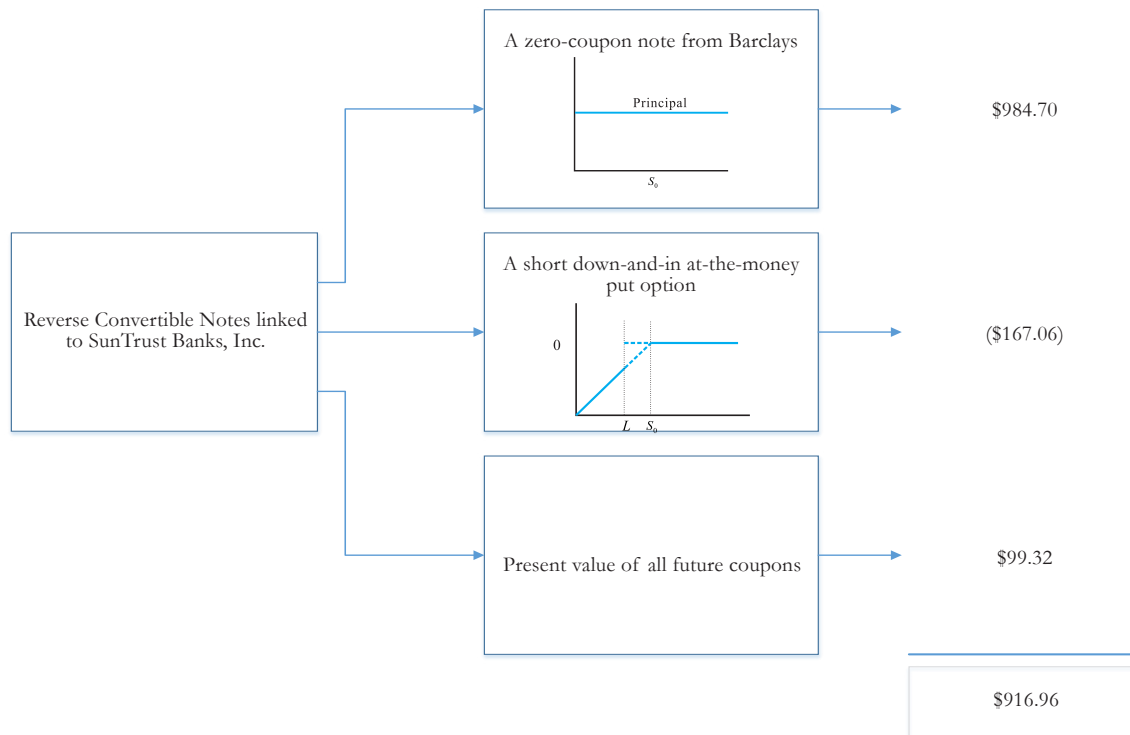 A zero-coupon note from Barclays
Principal
S₀
$984.70
Reverse Convertible Notes linked
to SunTrust Banks, Inc.
A short down-and-in at-the-money
put option
0
L S₀
($167.06)
Present value of all future coupons
$99.32
$916.96